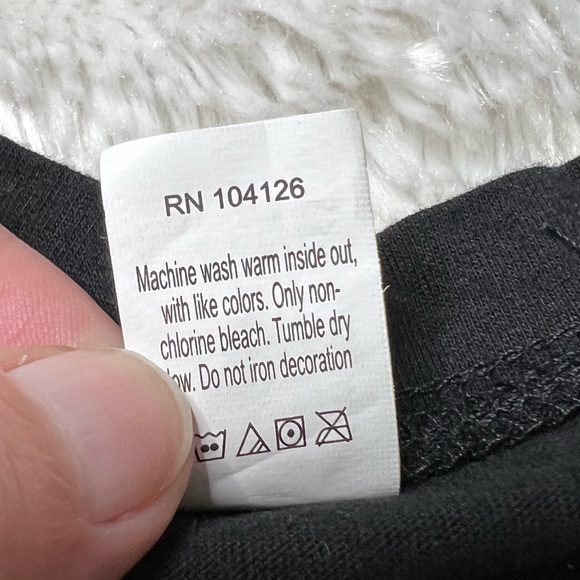 RN 104126
Machine wash warm inside out,
with like colors. Only non-
chlorine bleach. Tumble dry
low. Do not iron decoration